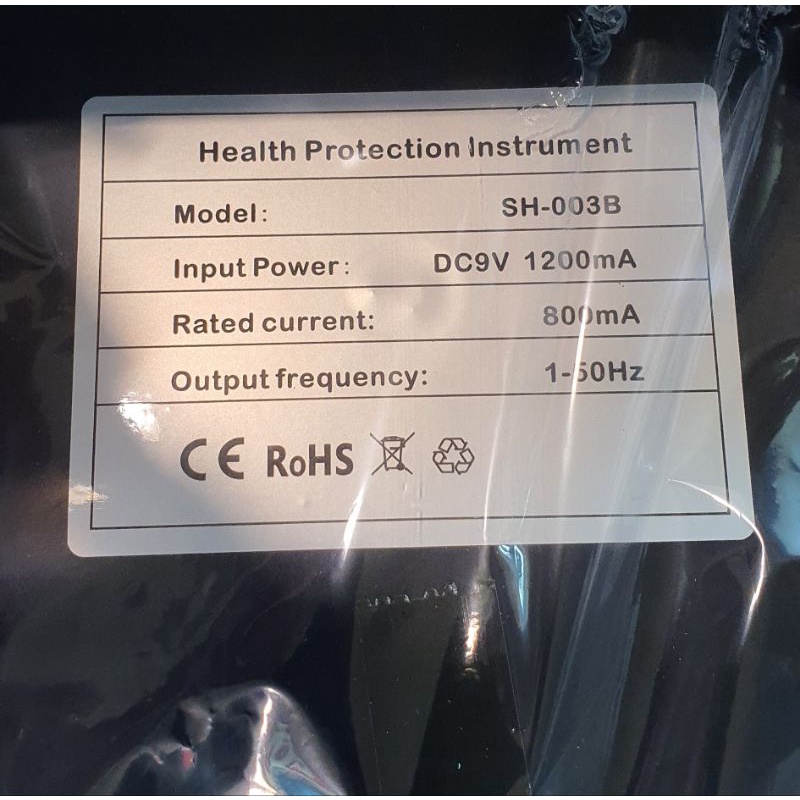 Health Protection Instrument
Model: SH-003B
Input Power: DC9V 1200mA
Rated current: 800mA
Output frequency: 1-50Hz
CE RoHS